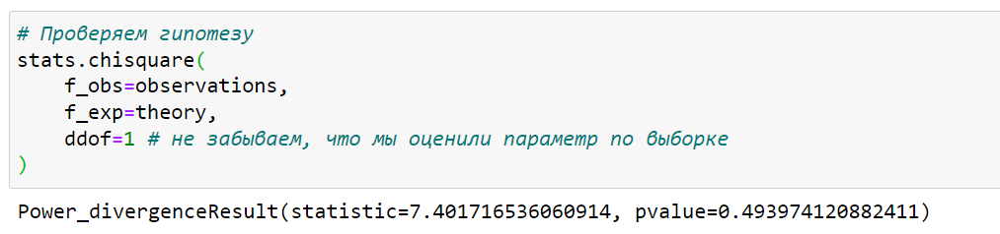 # Проверяем гипотезу
stats.chisquare(
    f_obs=observations,
    f_exp=theory,
    ddof=1 # не забываем, что мы оценили параметр по выборке
)
Power_divergenceResult(statistic=7.401716536060914, pvalue=0.493974120882411)